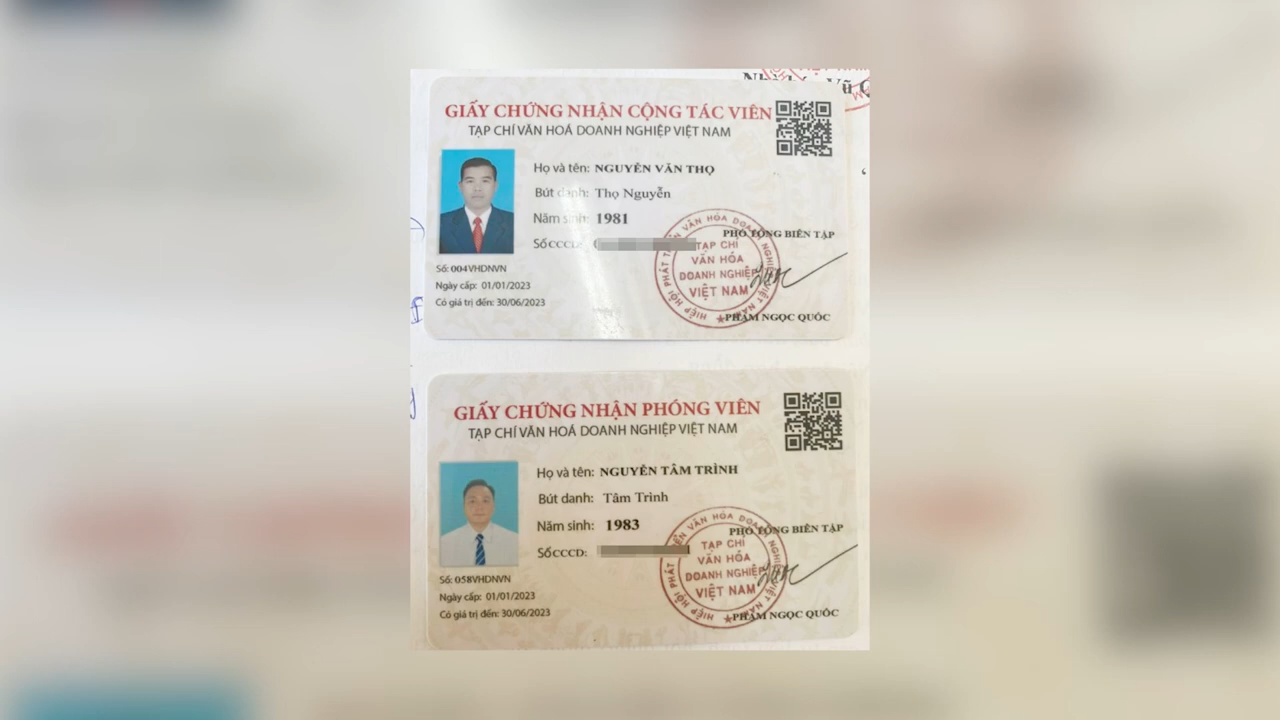 GIẤY CHỨNG NHẬN CỘNG TÁC VIÊN
TẠP CHÍ VĂN HOÁ DOANH NGHIỆP VIỆT NAM
Họ và tên: NGUYỄN VĂN THỌ
Bút danh: Thọ Nguyễn
Năm sinh: 1981
Số CCCD:
Số: 004VHDNVN
Ngày cấp: 01/01/2023
Có giá trị đến: 30/06/2023
PHÓ TỔNG BIÊN TẬP
TẠP CHÍ
VĂN HÓA
DOANH NGHIỆP
VIỆT NAM
PHẠM NGỌC QUỐC
GIẤY CHỨNG NHẬN PHÓNG VIÊN
TẠP CHÍ VĂN HOÁ DOANH NGHIỆP VIỆT NAM
Họ và tên: NGUYỄN TÂM TRÌNH
Bút danh: Tâm Trình
Năm sinh: 1983
Số CCCD:
Số: 058VHDNVN
Ngày cấp: 01/01/2023
Có giá trị đến: 30/06/2023
PHÓ TỔNG BIÊN TẬP
TẠP CHÍ
VĂN HÓA
DOANH NGHIỆP
VIỆT NAM
PHẠM NGỌC QUỐC